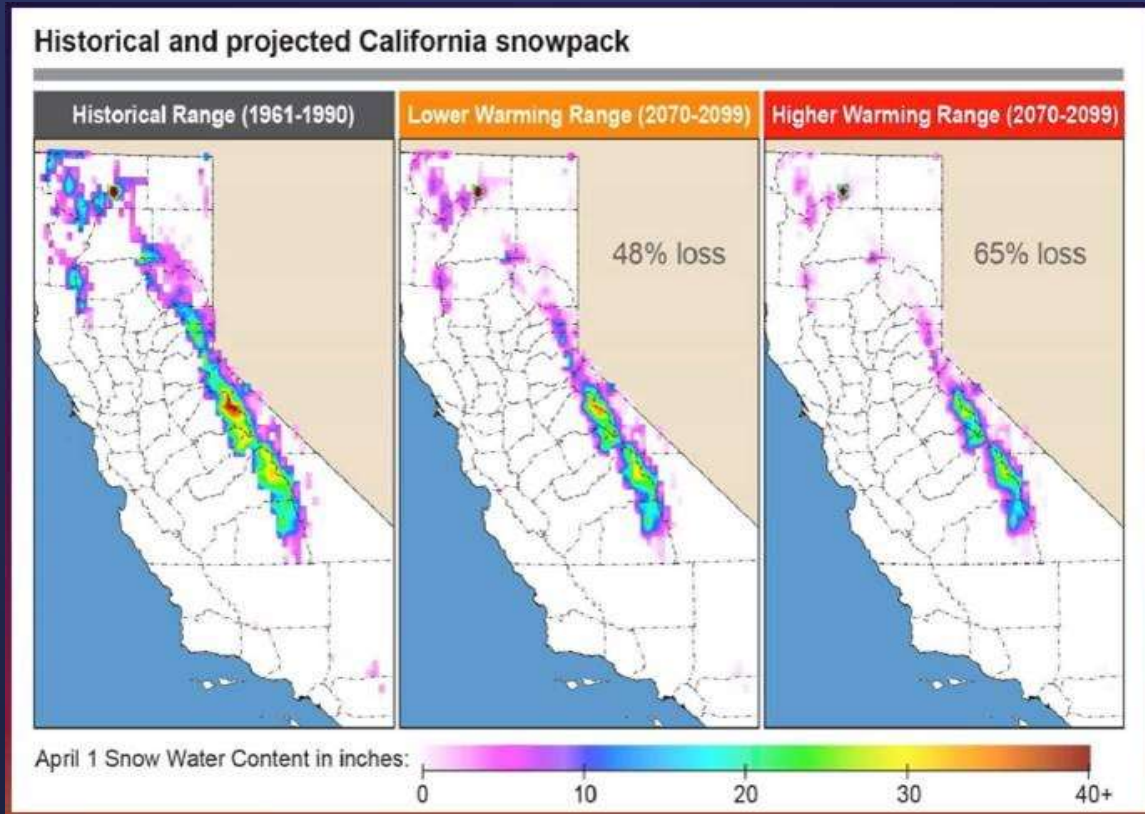 Historical and projected California snowpack
Historical Range (1961-1990)
Lower Warming Range (2070-2099)
Higher Warming Range (2070-2099)
48% loss
65% loss
April 1 Snow Water Content in inches:
0 10 20 30 40+